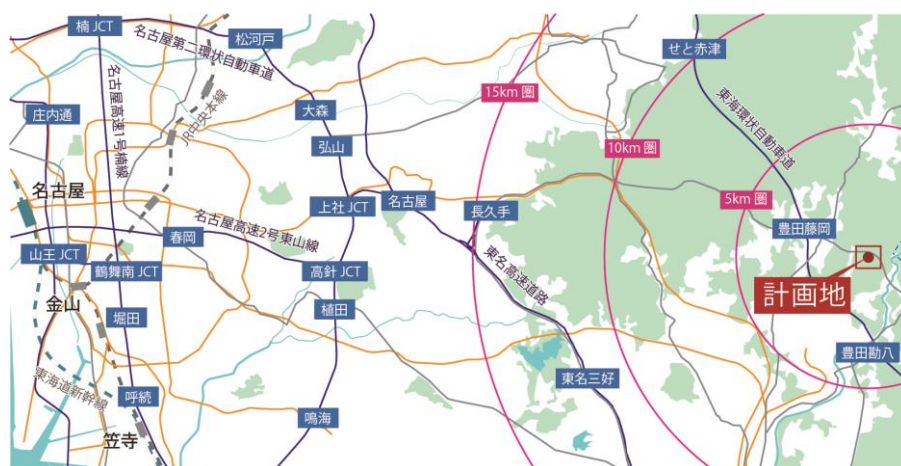 楠 JCT
松河戸
名古屋第二環状自動車道
せと赤津
庄内通
名古屋高速1号楠線
JR中央本線
大森
15km 圏
東海環状自動車道
弘山
10km 圏
名古屋
上社 JCT
名古屋
長久手
5km 圏
名古屋高速2号東山線
春岡
豊田藤岡
山王 JCT
鶴舞南 JCT
高針 JCT
東名高速道路
計画地
金山
堀田
植田
豊田勘八
東海道新幹線
呼続
東名三好
鳴海
笠寺